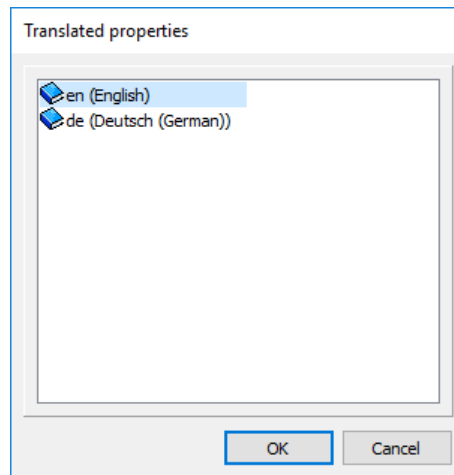 Translated properties
en (English)
de (Deutsch (German))
OK
Cancel